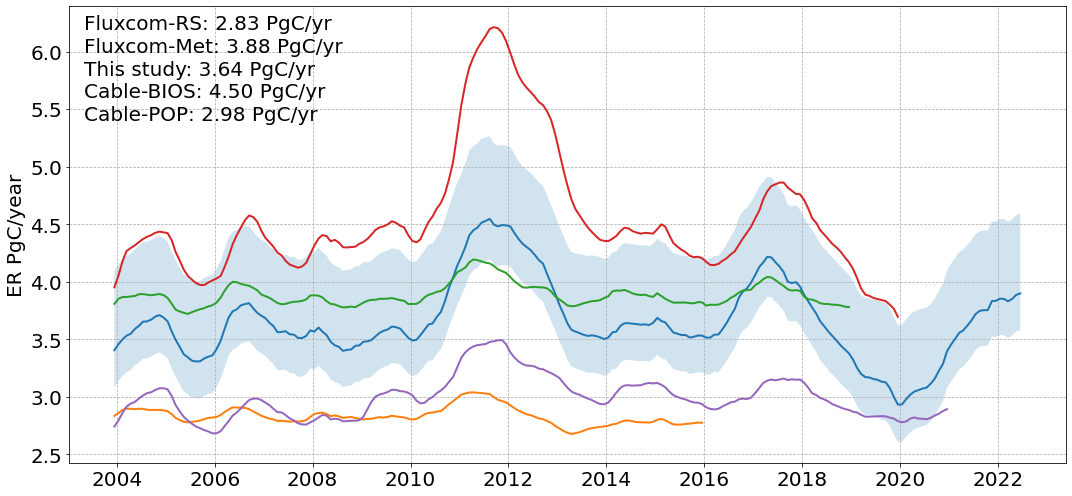 Fluxcom-RS: 2.83 PgC/yr
Fluxcom-Met: 3.88 PgC/yr
This study: 3.64 PgC/yr
Cable-BIOS: 4.50 PgC/yr
Cable-POP: 2.98 PgC/yr
ER PgC/year
6.0
5.5
5.0
4.5
4.0
3.5
3.0
2.5
2004 2006 2008 2010 2012 2014 2016 2018 2020 2022